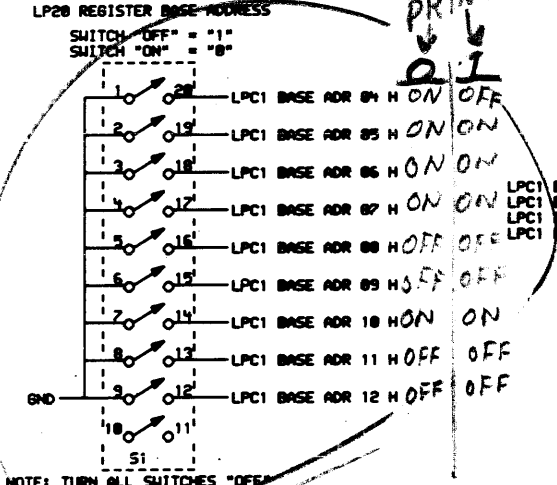 LP20 REGISTER BASE ADDRESS
SWITCH "OFF" = "1"
SWITCH "ON" = "0"
0 1
1 20 LPC1 BASE ADR 04 H ON OFF
2 19 LPC1 BASE ADR 05 H ON ON
3 18 LPC1 BASE ADR 06 H ON ON
4 17 LPC1 BASE ADR 07 H ON ON
5 16 LPC1 BASE ADR 08 H OFF OFF
6 15 LPC1 BASE ADR 09 H OFF OFF
7 14 LPC1 BASE ADR 10 H ON ON
8 13 LPC1 BASE ADR 11 H OFF OFF
GND 9 12 LPC1 BASE ADR 12 H OFF OFF
10 11
S1
LPC1
LPC1
LPC1
LPC1
NOTE: TURN ALL SWITCHES "OFF"